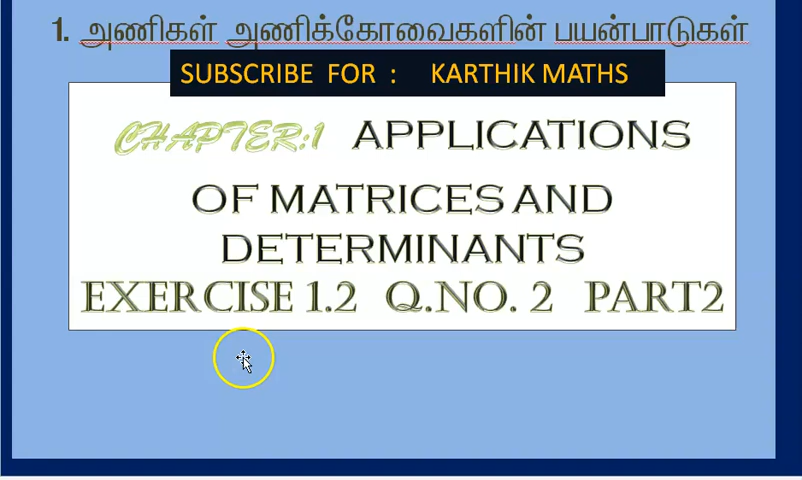 1. அணிகள் அணிக்கோவைகளின் பயன்பாடுகள்
SUBSCRIBE FOR : KARTHIK MATHS
CHAPTER:1 APPLICATIONS
OF MATRICES AND
DETERMINANTS
EXERCISE 1.2 Q.NO. 2 PART2